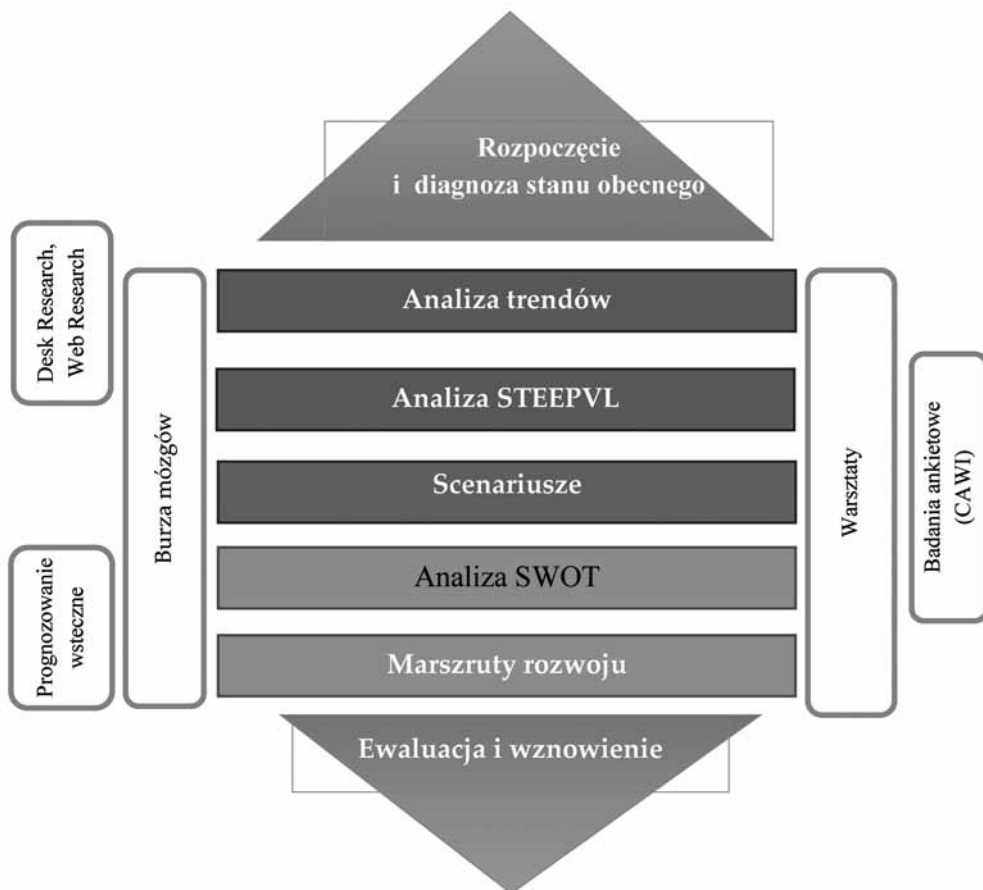 Rozpoczęcie
i diagnoza stanu obecnego
Desk Research,
Web Research
Burza mózgów
Prognozowanie
wsteczne
Analiza trendów
Analiza STEEPVL
Scenariusze
Analiza SWOT
Marszruty rozwoju
Warsztaty
Badania ankietowe
(CAWI)
Ewaluacja i wznowienie